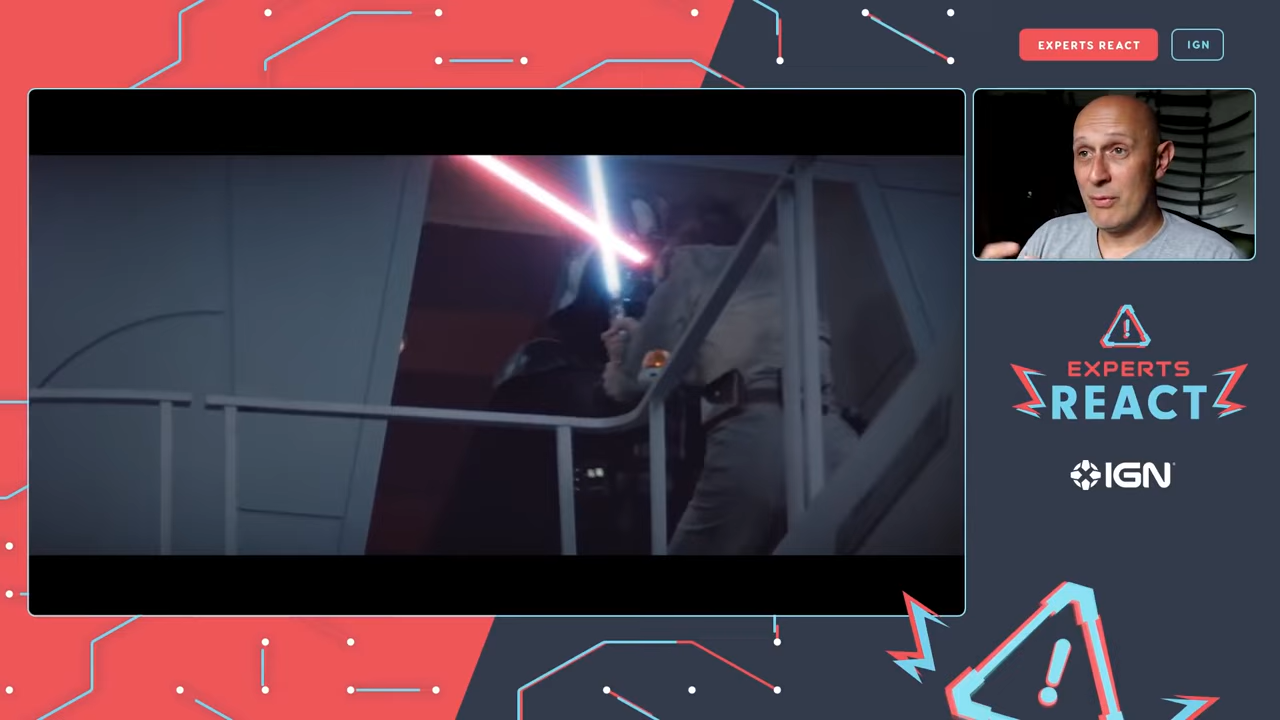 EXPERTS REACT
IGN
EXPERTS
REACT
IGN